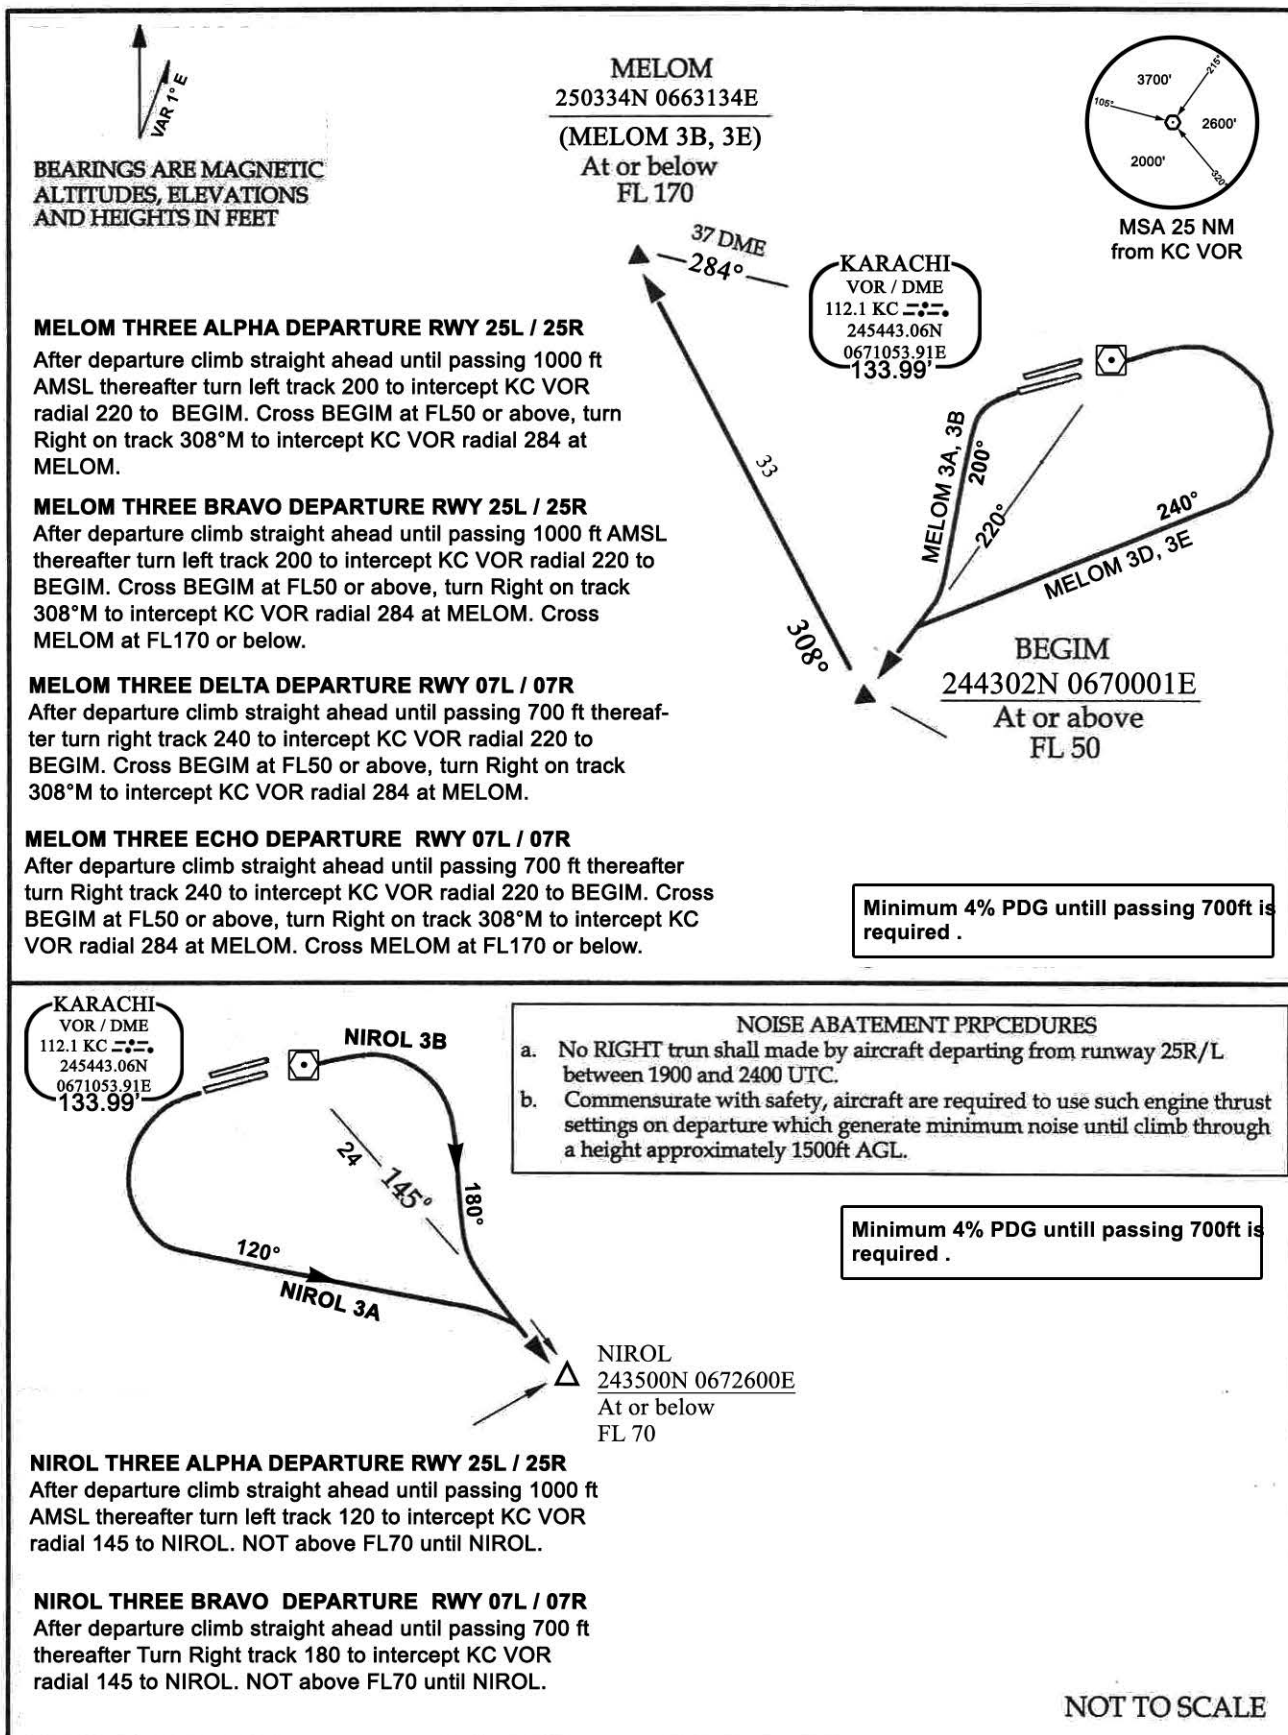 VAR 1° E
BEARINGS ARE MAGNETIC
ALTITUDES, ELEVATIONS
AND HEIGHTS IN FEET
MELOM
250334N 0663134E
(MELOM 3B, 3E)
At or below
FL 170
3700'
215°
105°
2600'
2000'
320°
MSA 25 NM
from KC VOR
37 DME
284°
KARACHI
VOR / DME
112.1 KC
245443.06N
0671053.91E
133.99'
33
308°
MELOM 3A, 3B
200°
220°
240°
MELOM 3D, 3E
BEGIM
244302N 0670001E
At or above
FL 50
MELOM THREE ALPHA DEPARTURE RWY 25L / 25R
After departure climb straight ahead until passing 1000 ft
AMSL thereafter turn left track 200 to intercept KC VOR
radial 220 to BEGIM. Cross BEGIM at FL50 or above, turn
Right on track 308°M to intercept KC VOR radial 284 at
MELOM.
MELOM THREE BRAVO DEPARTURE RWY 25L / 25R
After departure climb straight ahead until passing 1000 ft AMSL
thereafter turn left track 200 to intercept KC VOR radial 220 to
BEGIM. Cross BEGIM at FL50 or above, turn Right on track
308°M to intercept KC VOR radial 284 at MELOM. Cross
MELOM at FL170 or below.
MELOM THREE DELTA DEPARTURE RWY 07L / 07R
After departure climb straight ahead until passing 700 ft thereaf-
ter turn right track 240 to intercept KC VOR radial 220 to
BEGIM. Cross BEGIM at FL50 or above, turn Right on track
308°M to intercept KC VOR radial 284 at MELOM.
MELOM THREE ECHO DEPARTURE RWY 07L / 07R
After departure climb straight ahead until passing 700 ft thereafter
turn Right track 240 to intercept KC VOR radial 220 to BEGIM. Cross
BEGIM at FL50 or above, turn Right on track 308°M to intercept KC
VOR radial 284 at MELOM. Cross MELOM at FL170 or below.
Minimum 4% PDG untill passing 700ft is
required .
KARACHI
VOR / DME
112.1 KC
245443.06N
0671053.91E
133.99'
NIROL 3B
24
145°
180°
120°
NIROL 3A
NOISE ABATEMENT PRPCEDURES
a. No RIGHT trun shall made by aircraft departing from runway 25R/L
between 1900 and 2400 UTC.
b. Commensurate with safety, aircraft are required to use such engine thrust
settings on departure which generate minimum noise until climb through
a height approximately 1500ft AGL.
Minimum 4% PDG untill passing 700ft is
required .
NIROL
243500N 0672600E
At or below
FL 70
NIROL THREE ALPHA DEPARTURE RWY 25L / 25R
After departure climb straight ahead until passing 1000 ft
AMSL thereafter turn left track 120 to intercept KC VOR
radial 145 to NIROL. NOT above FL70 until NIROL.
NIROL THREE BRAVO DEPARTURE RWY 07L / 07R
After departure climb straight ahead until passing 700 ft
thereafter Turn Right track 180 to intercept KC VOR
radial 145 to NIROL. NOT above FL70 until NIROL.
NOT TO SCALE